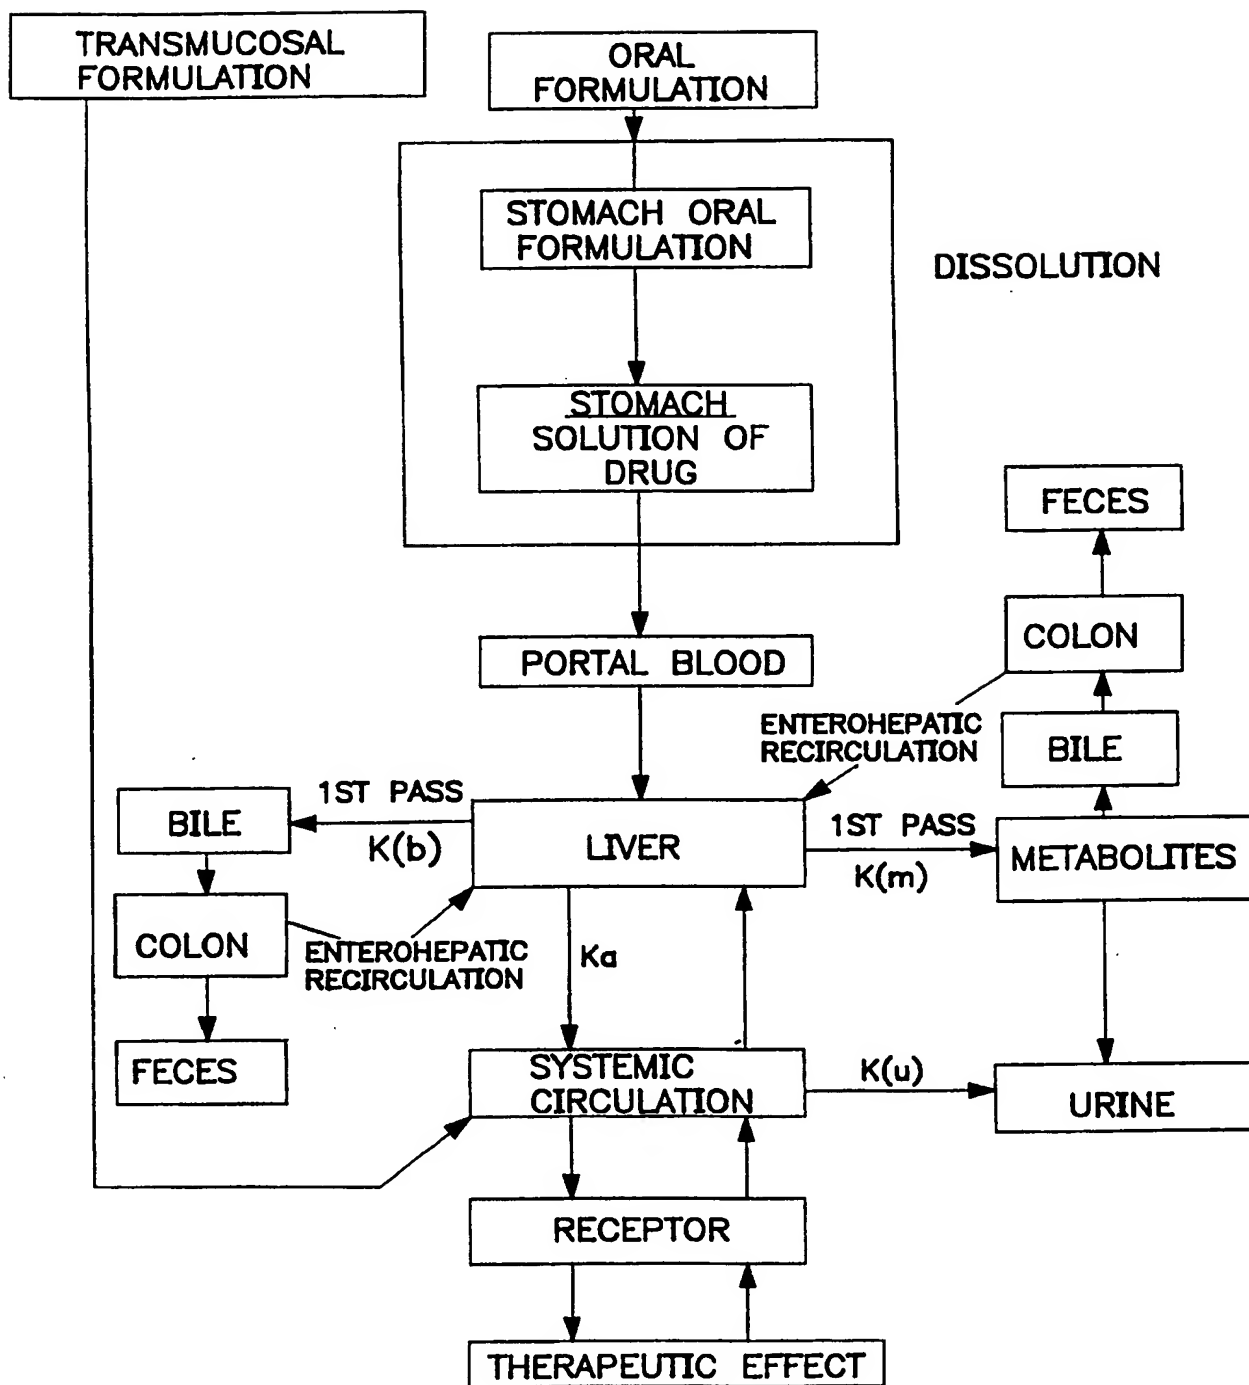 TRANSMUCOSAL
FORMULATION
ORAL
FORMULATION
STOMACH ORAL
FORMULATION
DISSOLUTION
STOMACH
SOLUTION OF
DRUG
FECES
COLON
PORTAL BLOOD
ENTEROHEPATIC
RECIRCULATION
BILE
1ST PASS
BILE
K(b)
LIVER
1ST PASS
K(m)
METABOLITES
COLON
ENTEROHEPATIC
RECIRCULATION
Ka
FECES
SYSTEMIC
CIRCULATION
K(u)
URINE
RECEPTOR
THERAPEUTIC EFFECT